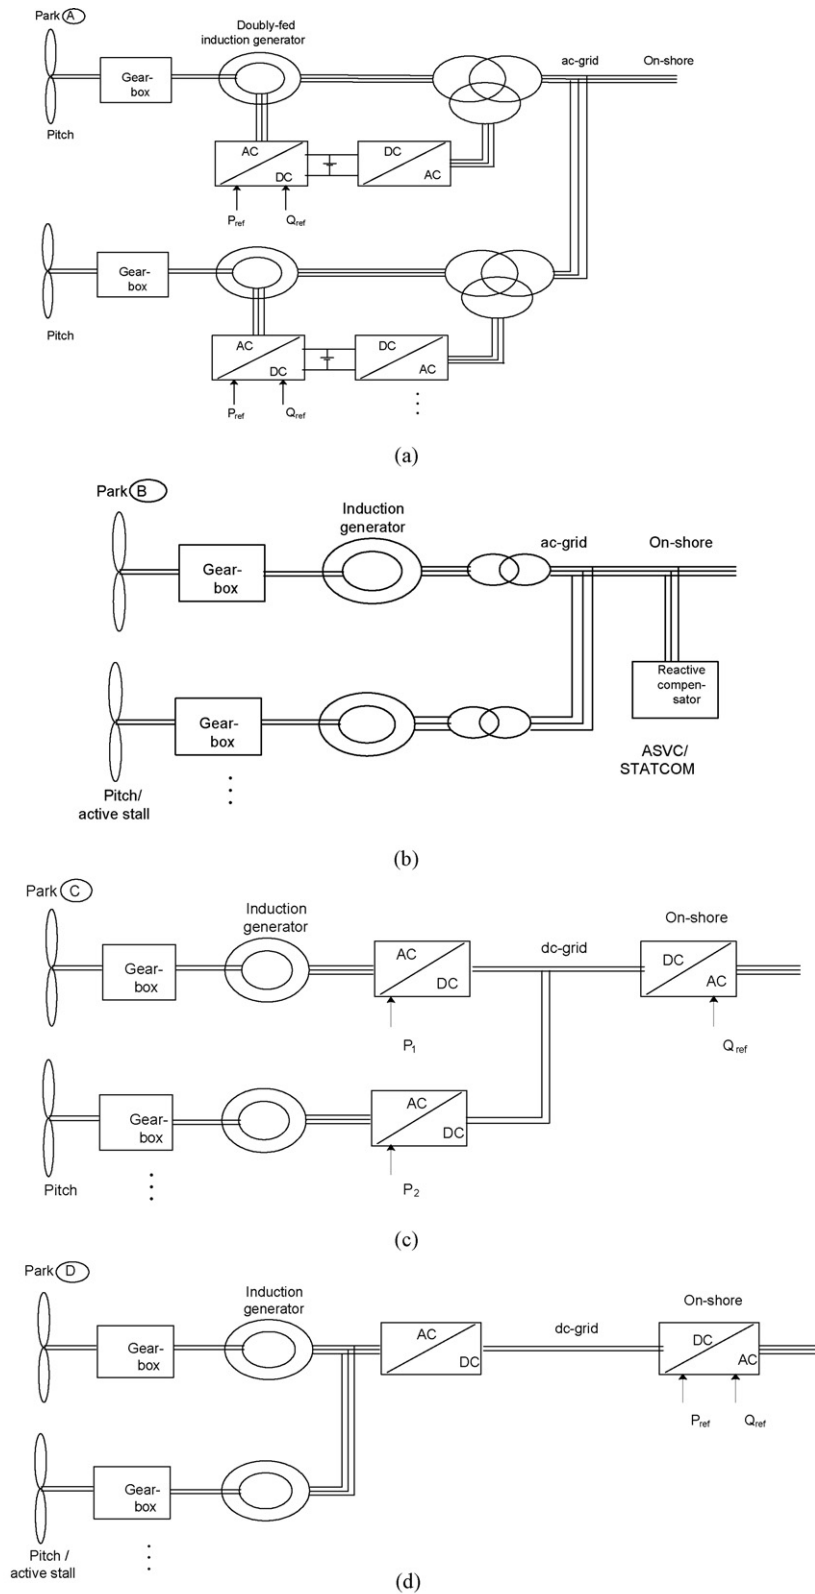 Park A
Doubly-fed
induction generator
ac-grid
On-shore
Gear-
box
Pitch
AC
DC
DC
AC
Pref
Qref
Gear-
box
Pitch
AC
DC
DC
AC
Pref
Qref
(a)
Park B
Induction
generator
ac-grid
On-shore
Gear-
box
Reactive
compen-
sator
Gear-
box
ASVC/
STATCOM
Pitch/
active stall
(b)
Park C
Induction
generator
On-shore
dc-grid
Gear-
box
AC
DC
DC
AC
P1
Qref
Gear-
box
AC
DC
Pitch
P2
(c)
Park D
Induction
generator
On-shore
dc-grid
Gear-
box
AC
DC
DC
AC
Pref
Qref
Gear-
box
Pitch /
active stall
(d)